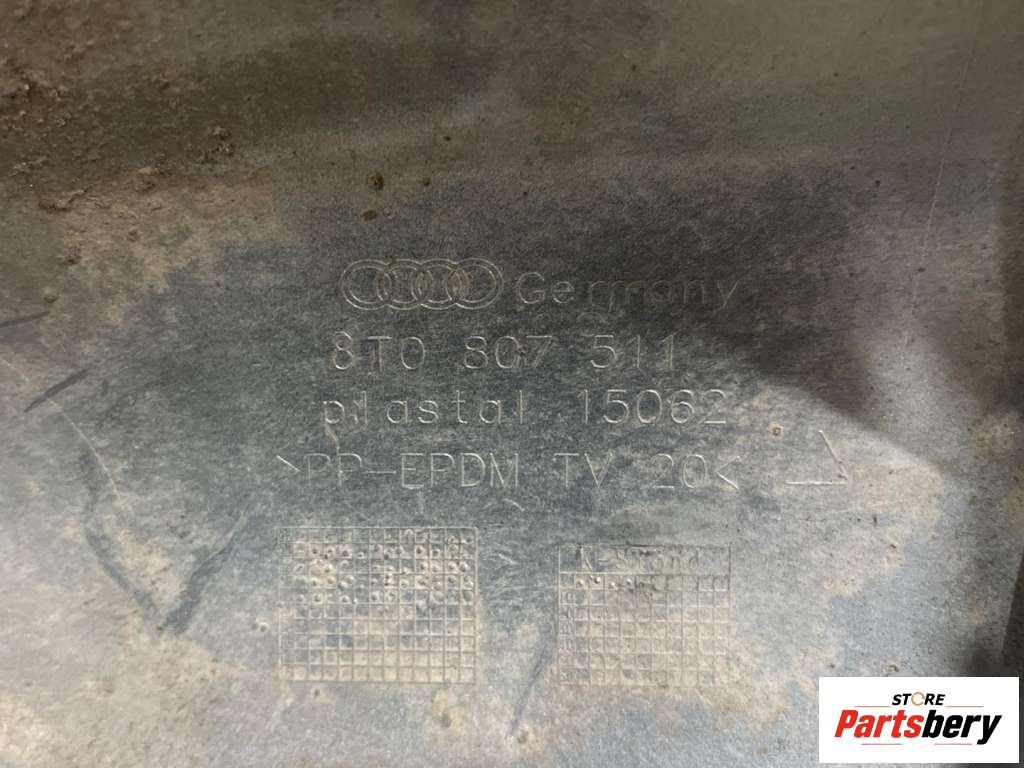 Germany
8T0 807 511
plastal 15062
>PP-EPDM TV 20<
STORE
Partsbery